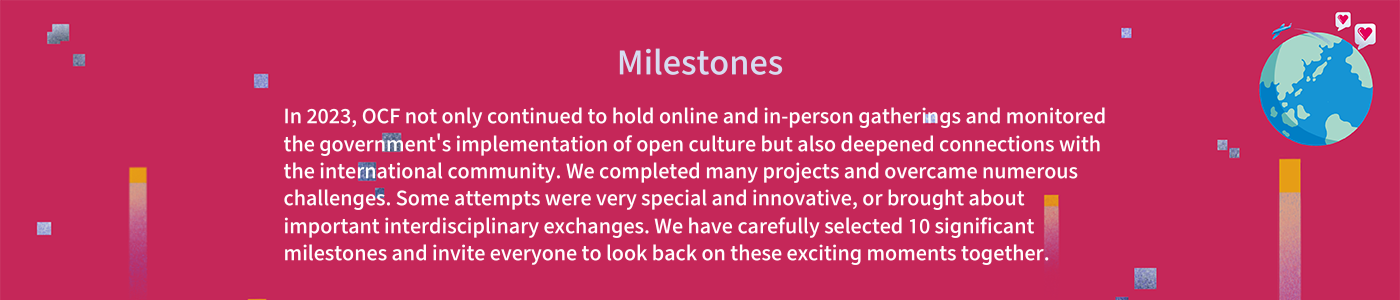 Milestones
In 2023, OCF not only continued to hold online and in-person gatherings and monitored
the government's implementation of open culture but also deepened connections with
the international community. We completed many projects and overcame numerous
challenges. Some attempts were very special and innovative, or brought about
important interdisciplinary exchanges. We have carefully selected 10 significant
milestones and invite everyone to look back on these exciting moments together.